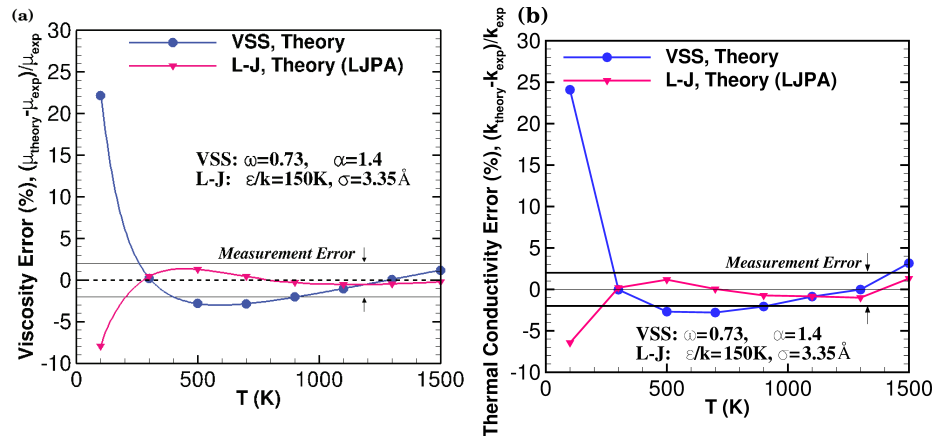 (a)
Viscosity Error (%), (μtheory-μexp)/μexp
30
25
20
15
10
5
0
-5
-10
VSS, Theory
L-J, Theory (LJPA)
VSS: ω=0.73, α=1.4
L-J: ε/k=150K, σ=3.35Å
Measurement Error
0
500
1000
1500
T (K)
(b)
Thermal Conductivity Error (%), (ktheory-kexp)/kexp
30
25
20
15
10
5
0
-5
-10
VSS, Theory
L-J, Theory (LJPA)
Measurement Error
VSS: ω=0.73, α=1.4
L-J: ε/k=150K, σ=3.35Å
0
500
1000
1500
T (K)